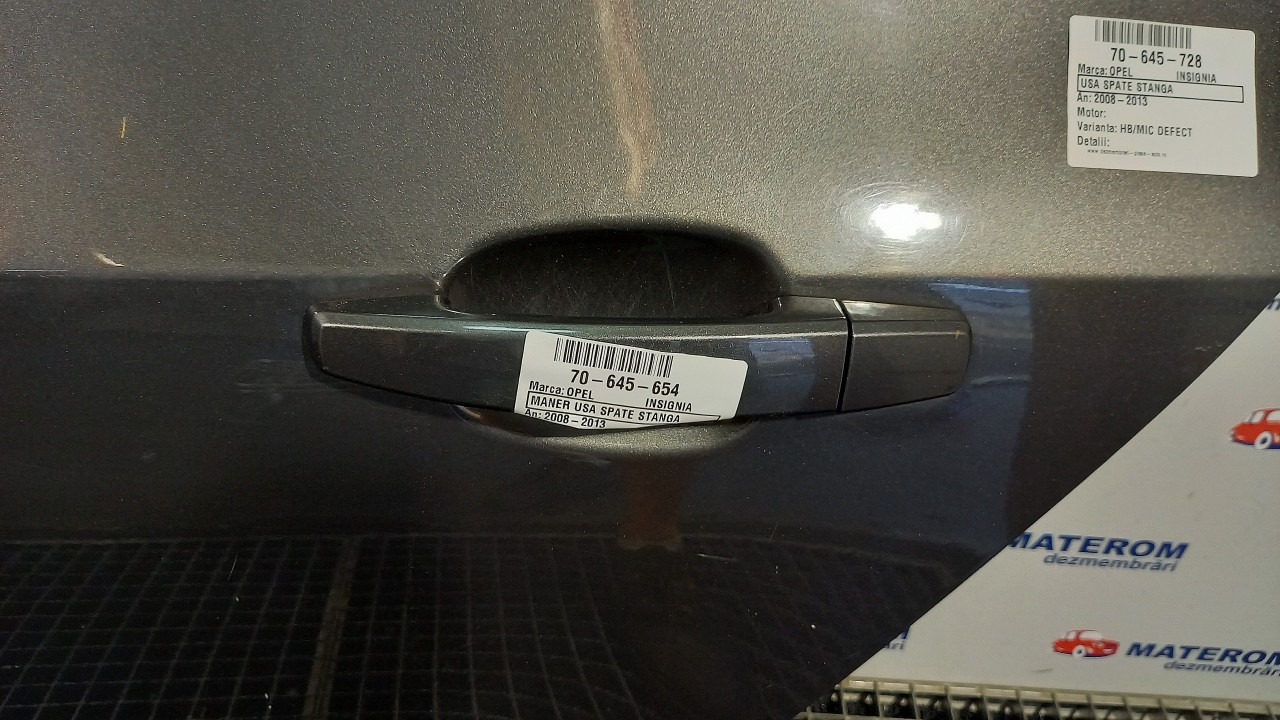 70-645-728
Marca: OPEL INSIGNIA
USA SPATE STANGA
An: 2008-2013
Motor:
Varianta: HB/MIC DEFECT
Detalii:
70-645-654
Marca: OPEL INSIGNIA
MANER USA SPATE STANGA
An: 2008-2013
MATEROM
dezmembrări
MATEROM
dezmembrări